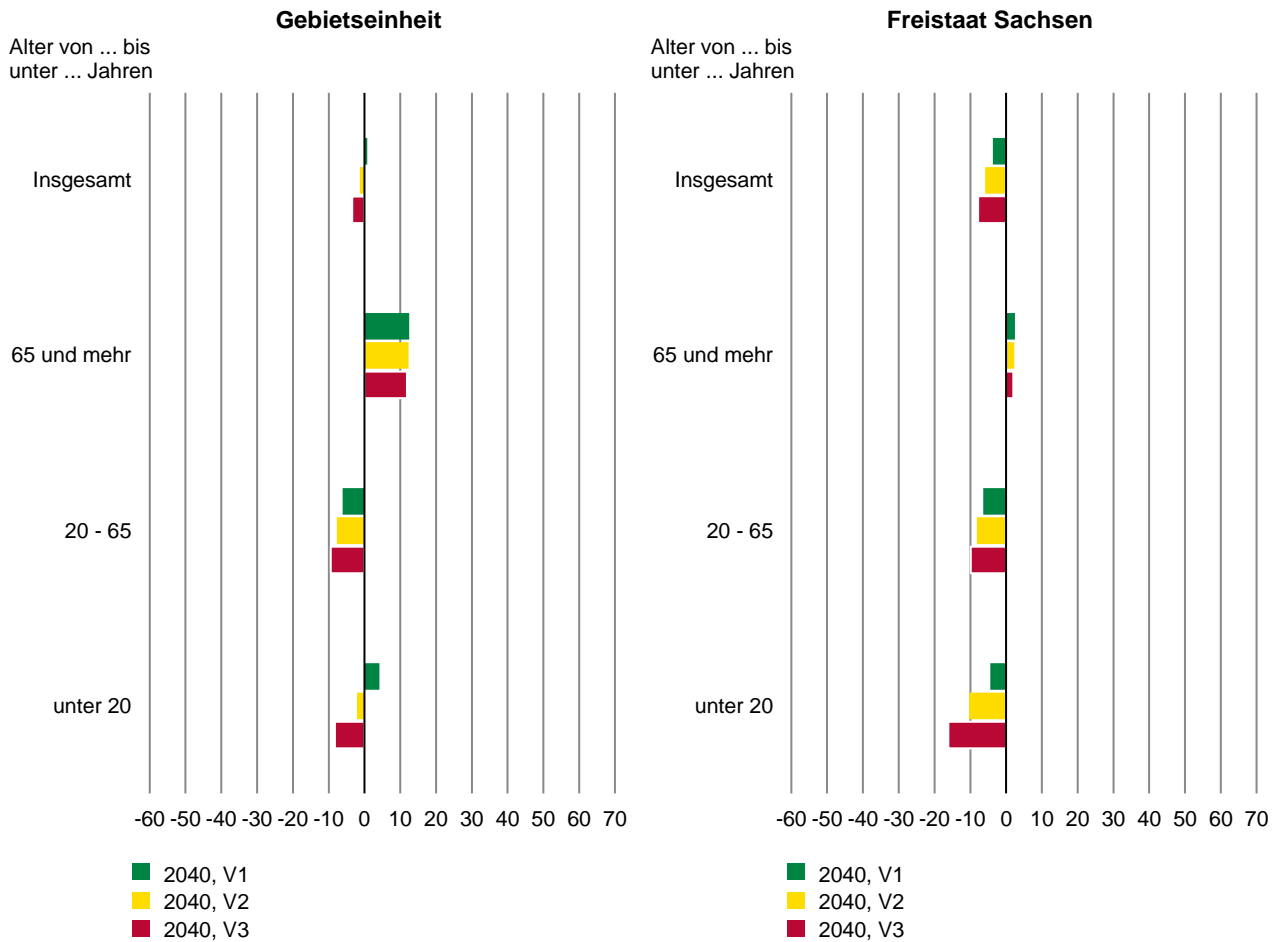 Gebietseinheit
Alter von ... bis
unter ... Jahren
Insgesamt
65 und mehr
20 - 65
unter 20
-60 -50 -40 -30 -20 -10 0 10 20 30 40 50 60 70
2040, V1
2040, V2
2040, V3
Freistaat Sachsen
Alter von ... bis
unter ... Jahren
Insgesamt
65 und mehr
20 - 65
unter 20
-60 -50 -40 -30 -20 -10 0 10 20 30 40 50 60 70
2040, V1
2040, V2
2040, V3